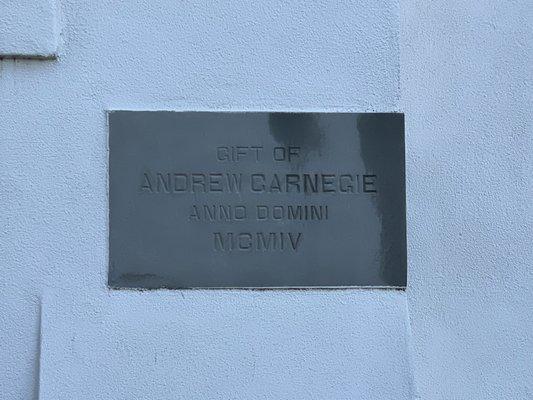 GIFT OF
ANDREW CARNEGIE
ANNO DOMINI
MCMIV